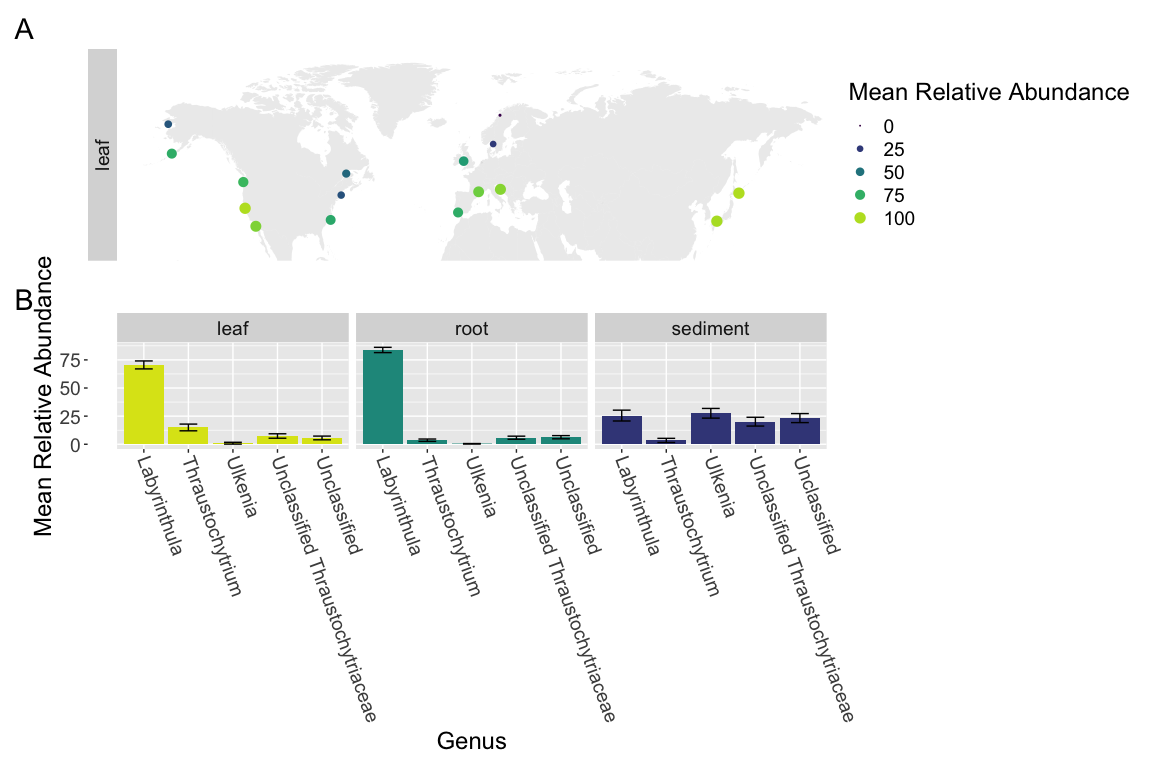 A
leaf
Mean Relative Abundance
0
25
50
75
100
B
Mean Relative Abundance
leaf
root
sediment
75
50
25
0
Labyrinthula
Thraustochytrium
Ulkenia
Unclassified Thraustochytriaceae
Unclassified
Labyrinthula
Thraustochytrium
Ulkenia
Unclassified Thraustochytriaceae
Unclassified
Labyrinthula
Thraustochytrium
Ulkenia
Unclassified Thraustochytriaceae
Unclassified
Genus